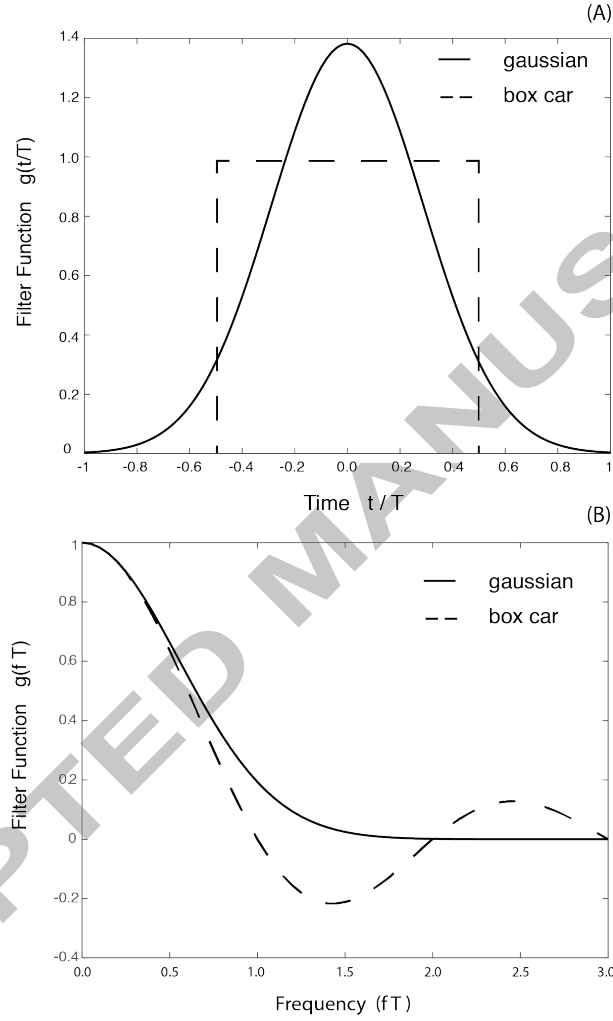 (A)
1.4
1.2
1.0
0.8
0.6
0.4
0.2
0
Filter Function g(t/T)
gaussian
box car
-1 -0.8 -0.6 -0.4 -0.2 0.0 0.2 0.4 0.6 0.8 1
Time t / T
(B)
1
0.8
0.6
0.4
0.2
0
-0.2
-0.4
Filter Function g(f T)
gaussian
box car
0.0 0.5 1.0 1.5 2.0 2.5 3.0
Frequency (f T)
PTED MANUS